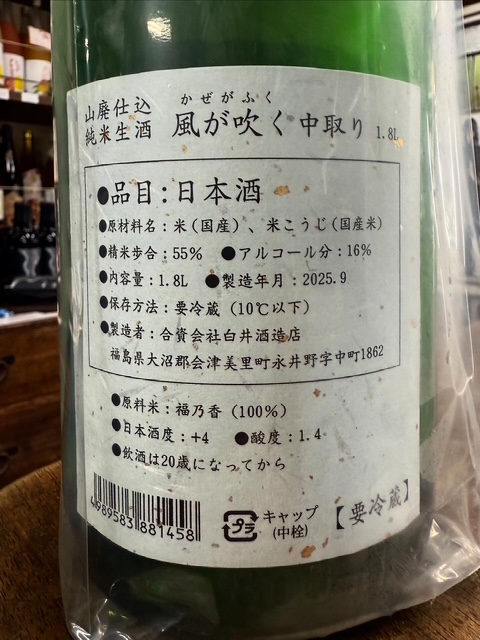 山廃仕込
純米生酒
かぜがふく
風が吹く中取り 1.8L
●品目:日本酒
●原材料名:米(国産)、米こうじ(国産米)
●精米歩合:55% ●アルコール分:16%
●内容量:1.8L ●製造年月:2025.9
●保存方法:要冷蔵(10℃以下)
●製造者:合資会社白井酒造店
福島県大沼郡会津美里町永井野字中町1862
●原料米:福乃香(100%)
●日本酒度:+4 ●酸度:1.4
●飲酒は20歳になってから
4989583881458
プラ
キャップ
(中栓)
【要冷蔵】